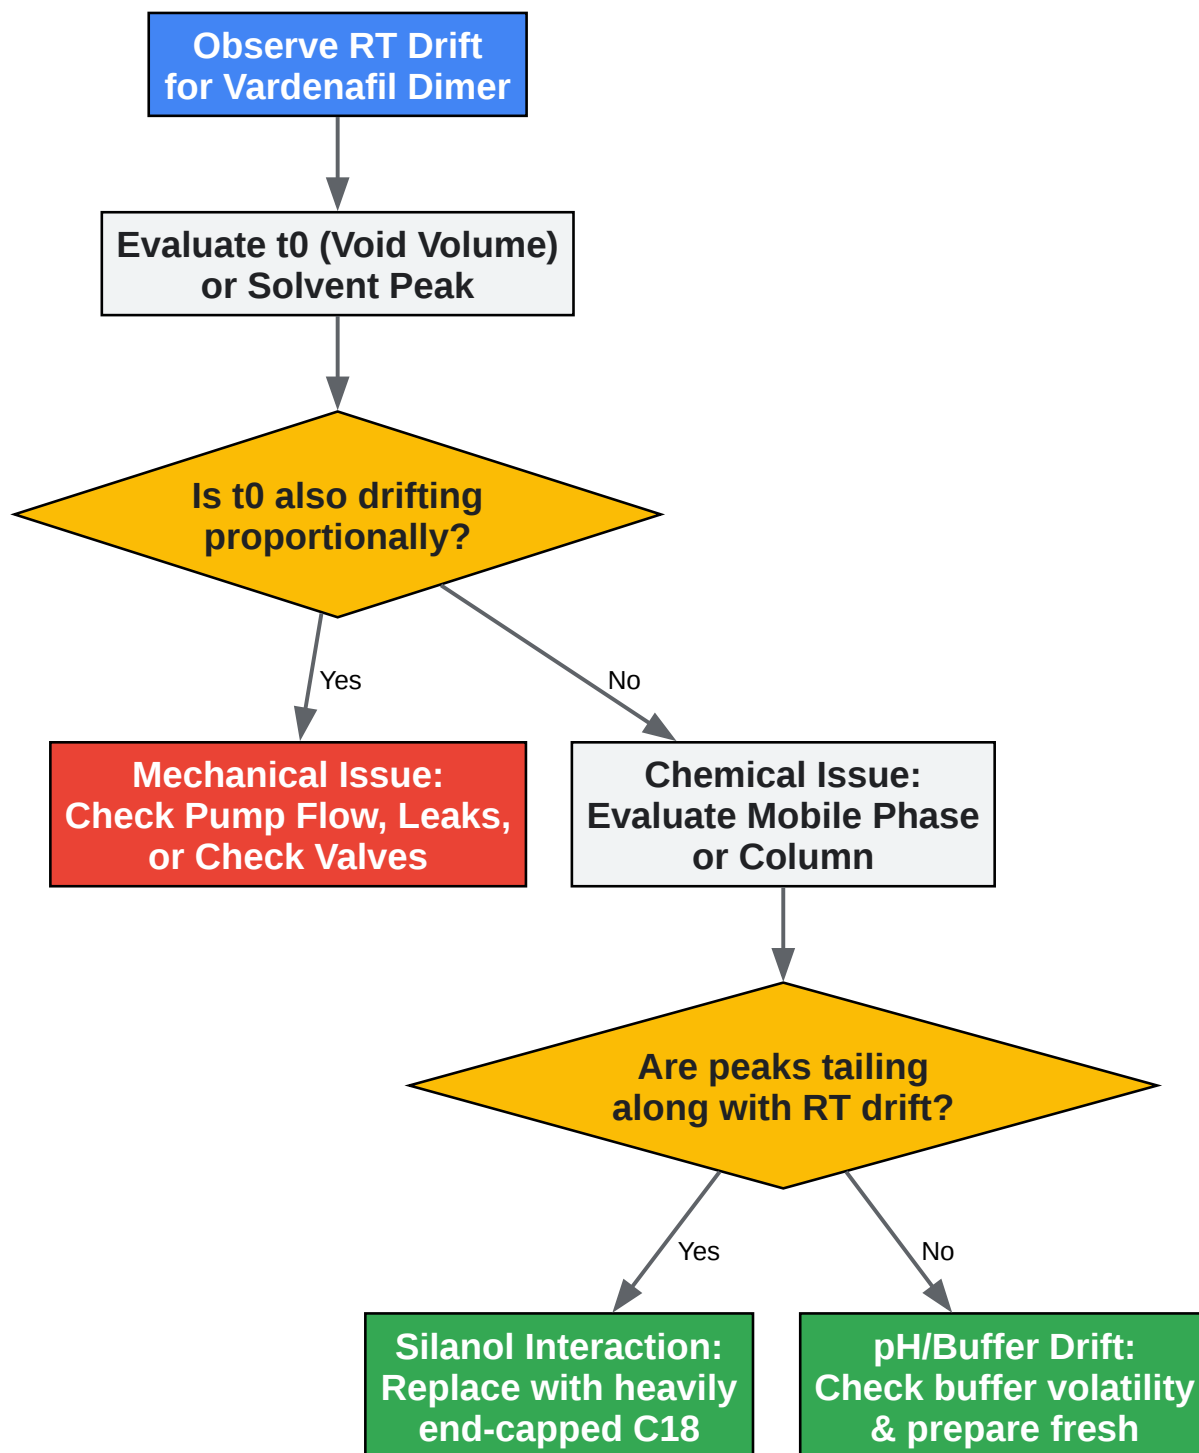 Observe RT Drift
for Vardenafil Dimer
Evaluate t0 (Void Volume)
or Solvent Peak
Is t0 also drifting
proportionally?
Yes
No
Mechanical Issue:
Check Pump Flow, Leaks,
or Check Valves
Chemical Issue:
Evaluate Mobile Phase
or Column
Are peaks tailing
along with RT drift?
Yes
No
Silanol Interaction:
Replace with heavily
end-capped C18
pH/Buffer Drift:
Check buffer volatility
& prepare fresh